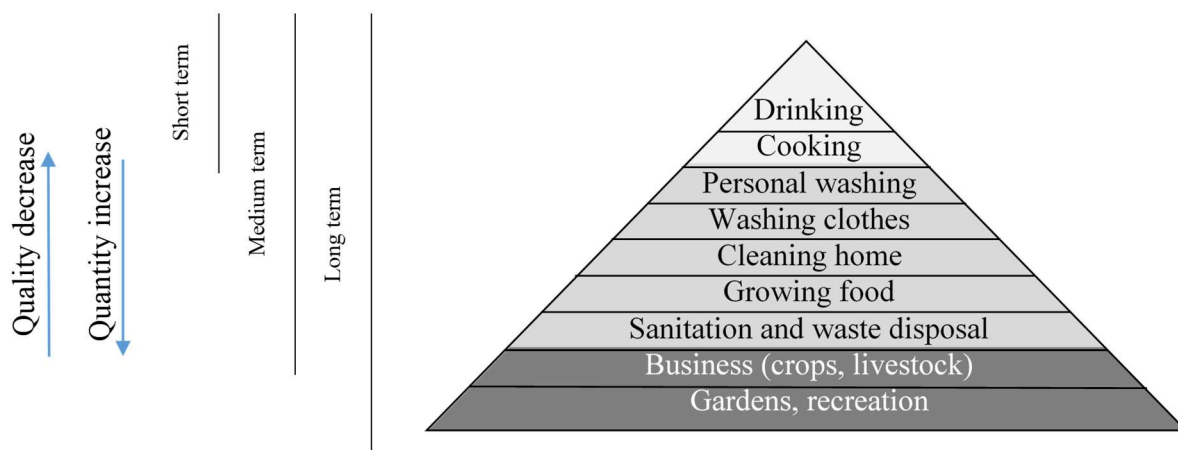 Quality decrease
Quantity increase
Short term
Medium term
Long term
Drinking
Cooking
Personal washing
Washing clothes
Cleaning home
Growing food
Sanitation and waste disposal
Business (crops, livestock)
Gardens, recreation